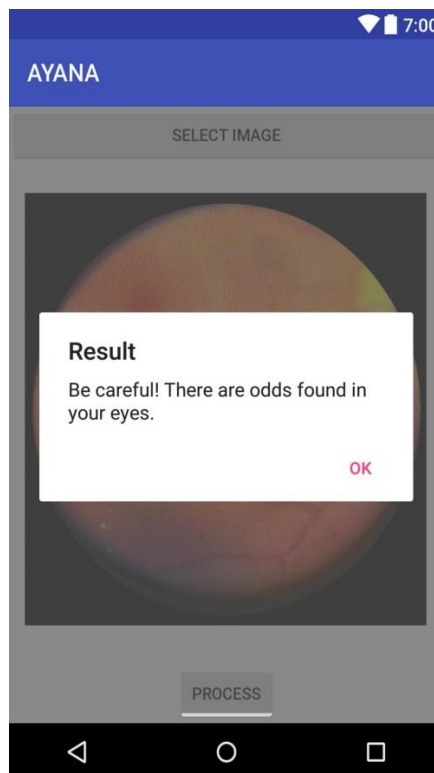 7:00
AYANA
SELECT IMAGE
Result
Be careful! There are odds found in
your eyes.
OK
PROCESS